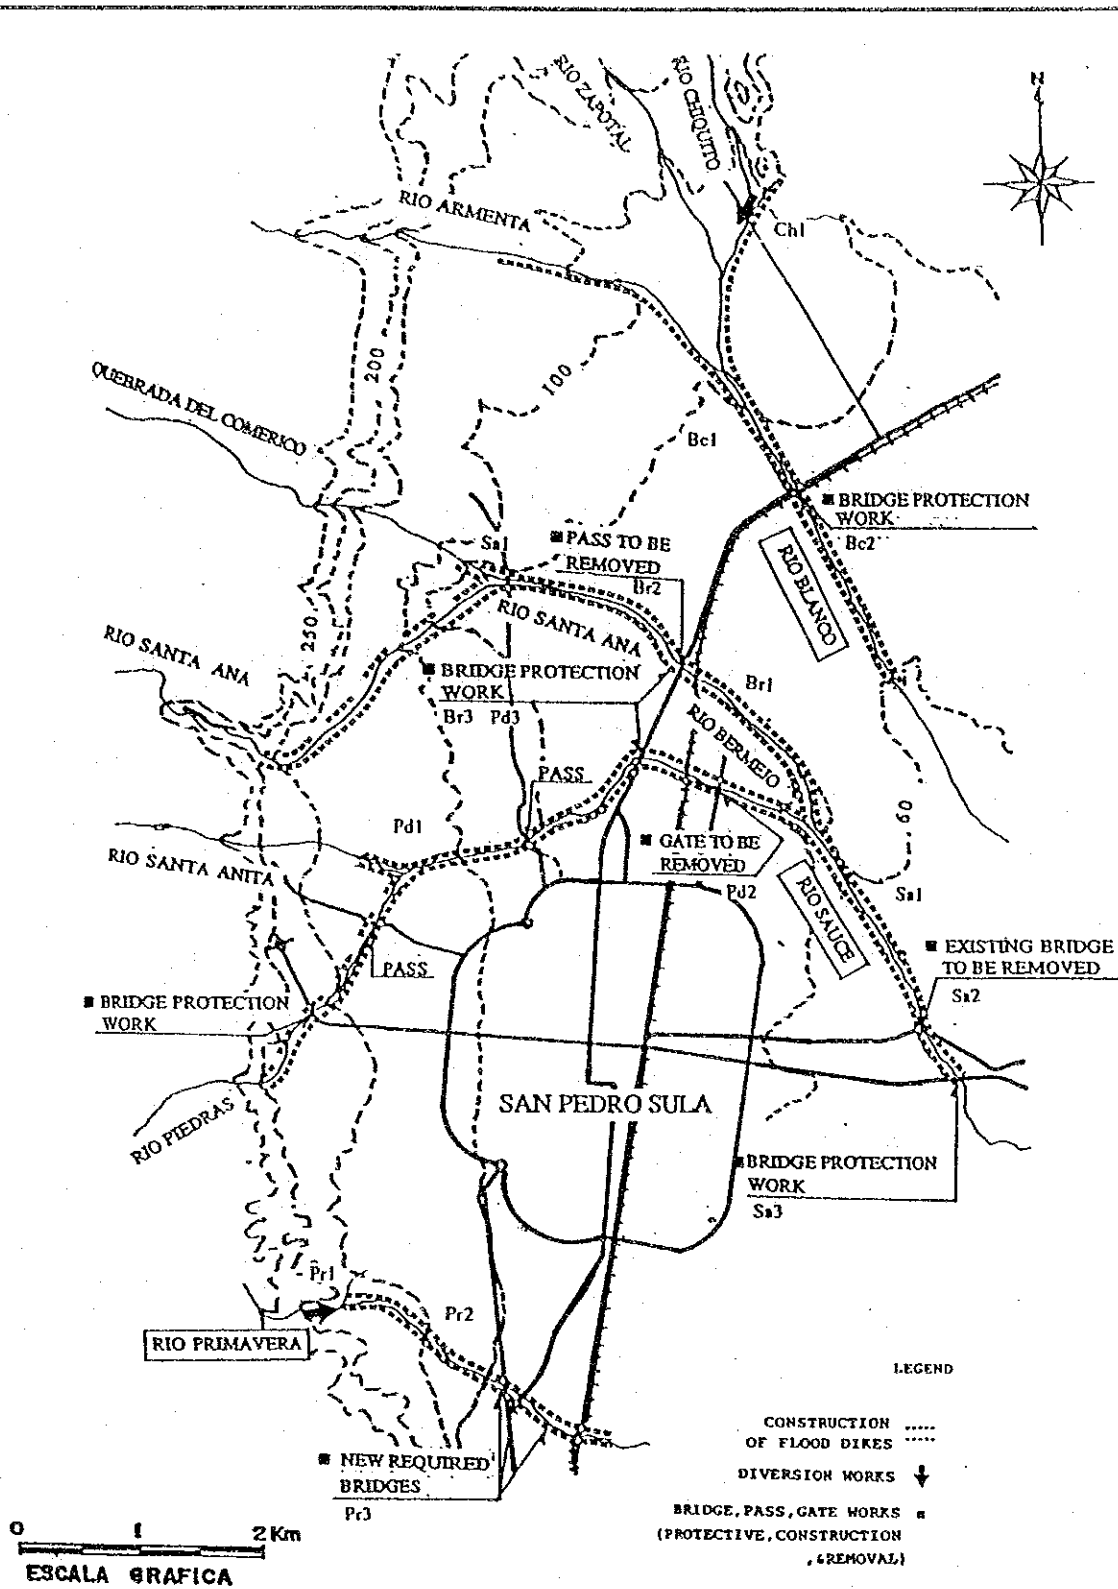 RIO ZAPOTAL
RIO CHIQUITO
N
RIO ARMENTA
Ch1
200
100
QUEBRADA DEL COMERICO
Bc1
BRIDGE PROTECTION
WORK
Bc2
Sa1
PASS TO BE
REMOVED
Br2
RIO BLANCO
250
RIO SANTA ANA
RIO SANTA ANA
BRIDGE PROTECTION
WORK
Br3 Pd3
Br1
RIO BERMEJO
PASS
60
Pd1
GATE TO BE
REMOVED
Pd2
RIO SANTA ANITA
RIO SAUCE
Sa1
EXISTING BRIDGE
TO BE REMOVED
Sa2
PASS
BRIDGE PROTECTION
WORK
SAN PEDRO SULA
RIO PIEDRAS
BRIDGE PROTECTION
WORK
Sa3
Pr1
Pr2
RIO PRIMAVERA
LEGEND
CONSTRUCTION
OF FLOOD DIKES
DIVERSION WORKS
BRIDGE, PASS, GATE WORKS
(PROTECTIVE, CONSTRUCTION
, &REMOVAL)
NEW REQUIRED
BRIDGES
Pr3
0 1 2 Km
ESCALA GRAFICA